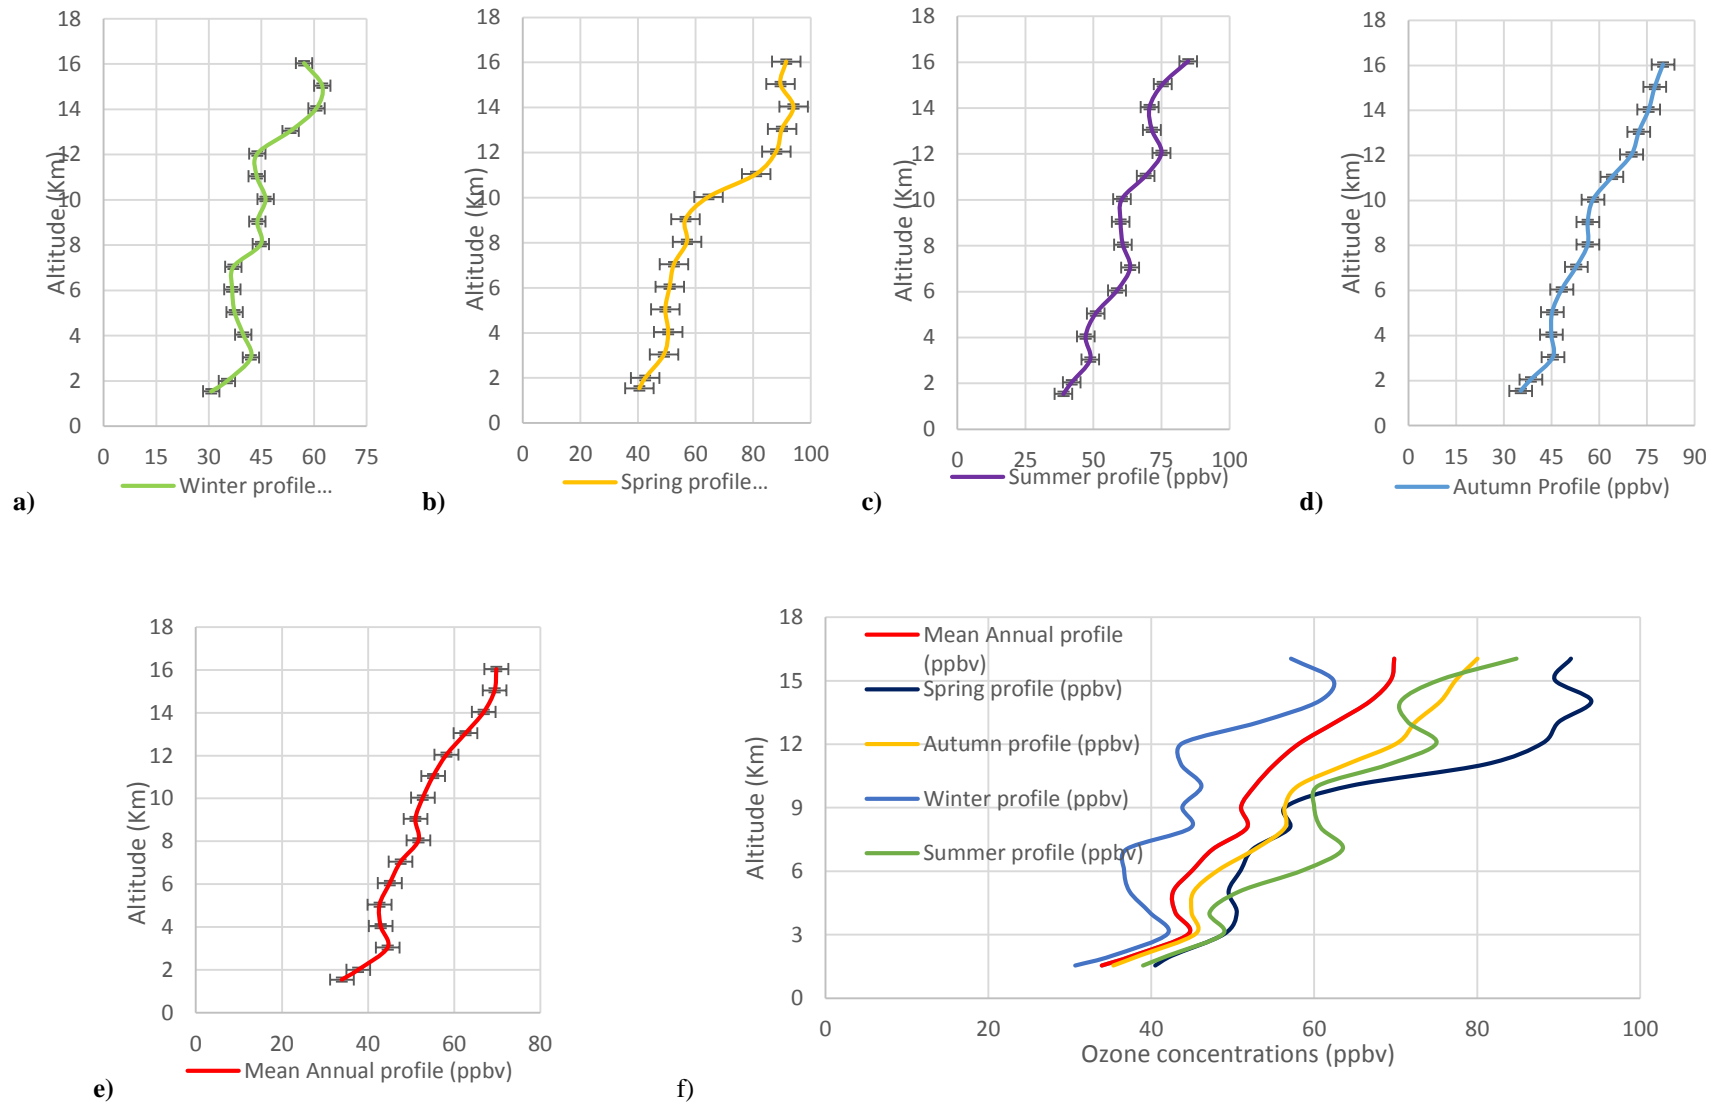 18
16
14
12
10
8
6
4
2
0
Altitude (Km)
0 15 30 45 60 75
Winter profile...
a)
18
16
14
12
10
8
6
4
2
0
Altitude (Km)
0 20 40 60 80 100
Spring profile...
b)
18
16
14
12
10
8
6
4
2
0
Altitude (Km)
0 25 50 75 100
Summer profile (ppbv)
c)
18
16
14
12
10
8
6
4
2
0
Altitude (km)
0 15 30 45 60 75 90
Autumn Profile (ppbv)
d)
18
16
14
12
10
8
6
4
2
0
Altitude (Km)
0 20 40 60 80
Mean Annual profile (ppbv)
e)
18
15
12
9
6
3
0
Altitude (Km)
Mean Annual profile
(ppbv)
Spring profile (ppbv)
Autumn profile (ppbv)
Winter profile (ppbv)
Summer profile (ppbv)
0 20 40 60 80 100
Ozone concentrations (ppbv)
f)